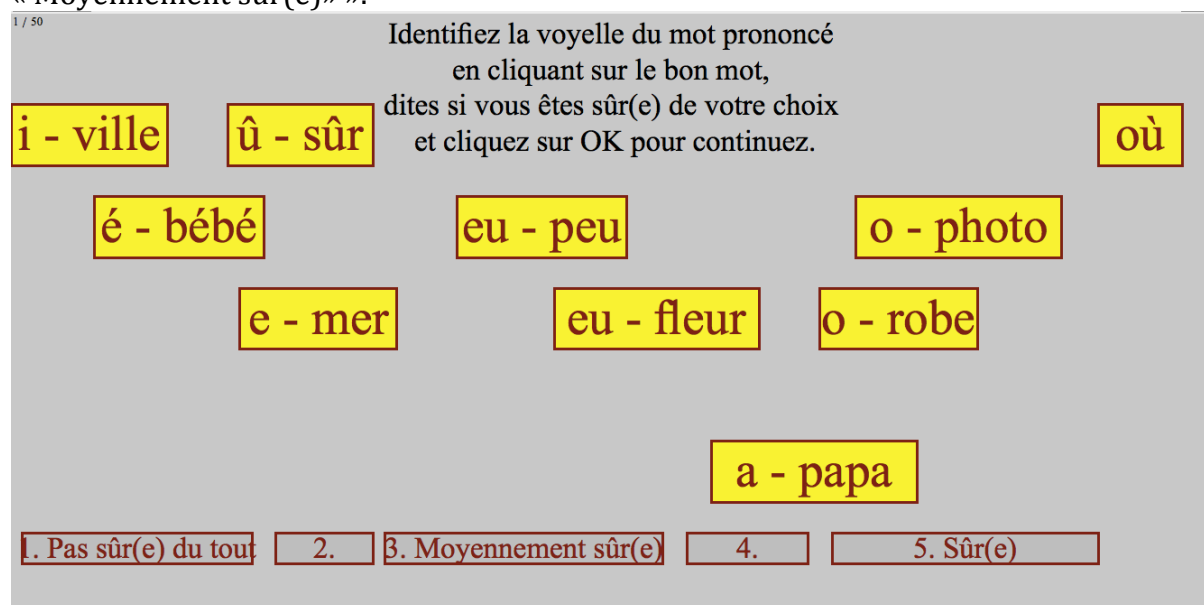 « Moyennement sûr(e)» ».
1 / 50
Identifiez la voyelle du mot prononcé
en cliquant sur le bon mot,
dites si vous êtes sûr(e) de votre choix
et cliquez sur OK pour continuez.
i - ville
û - sûr
où
é - bébé
eu - peu
o - photo
e - mer
eu - fleur
o - robe
a - papa
1. Pas sûr(e) du tout
2.
3. Moyennement sûr(e)
4.
5. Sûr(e)